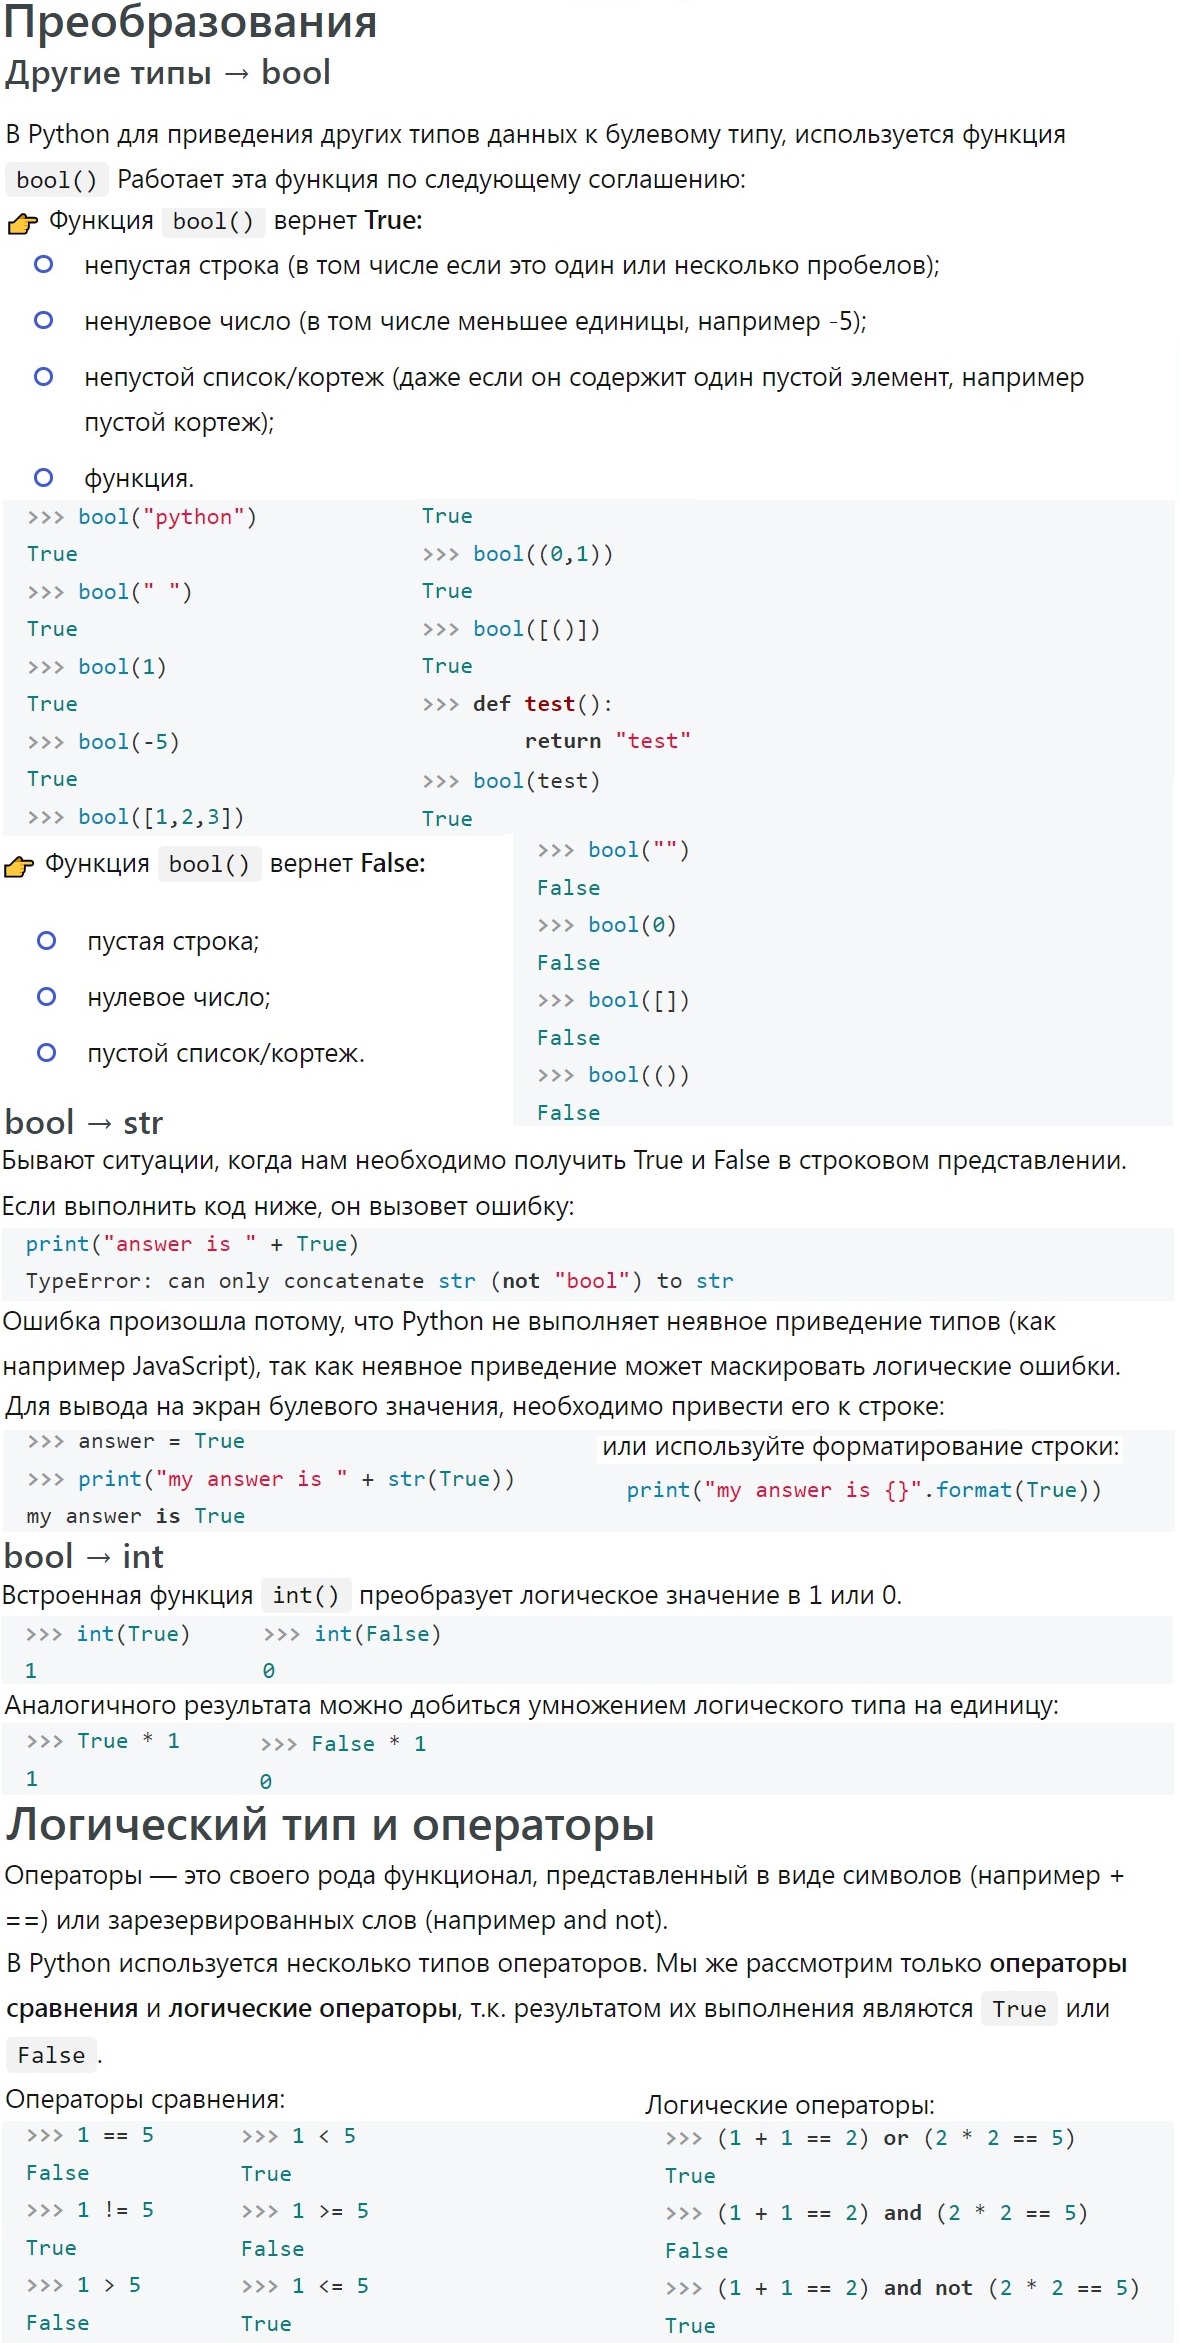 Преобразования
Другие типы → bool
В Python для приведения других типов данных к булевому типу, используется функция
bool() Работает эта функция по следующему соглашению:
👉 Функция bool() вернет True:
непустая строка (в том числе если это один или несколько пробелов);
ненулевое число (в том числе меньшее единицы, например -5);
непустой список/кортеж (даже если он содержит один пустой элемент, например
пустой кортеж);
функция.
>>> bool("python")
True
>>> bool(" ")
True
>>> bool(1)
True
>>> bool(-5)
True
>>> bool([1,2,3])
True
>>> bool((0,1))
True
>>> bool([()])
True
>>> def test():
return "test"
>>> bool(test)
True
👉 Функция bool() вернет False:
пустая строка;
нулевое число;
пустой список/кортеж.
>>> bool("")
False
>>> bool(0)
False
>>> bool([])
False
>>> bool(())
False
bool → str
Бывают ситуации, когда нам необходимо получить True и False в строковом представлении.
Если выполнить код ниже, он вызовет ошибку:
print("answer is " + True)
TypeError: can only concatenate str (not "bool") to str
Ошибка произошла потому, что Python не выполняет неявное приведение типов (как
например JavaScript), так как неявное приведение может маскировать логические ошибки.
Для вывода на экран булевого значения, необходимо привести его к строке:
>>> answer = True
>>> print("my answer is " + str(True))
my answer is True
или используйте форматирование строки:
print("my answer is {}".format(True))
bool → int
Встроенная функция int() преобразует логическое значение в 1 или 0.
>>> int(True)
1
>>> int(False)
0
Аналогичного результата можно добиться умножением логического типа на единицу:
>>> True * 1
1
>>> False * 1
0
Логический тип и операторы
Операторы — это своего рода функционал, представленный в виде символов (например +
==) или зарезервированных слов (например and not).
В Python используется несколько типов операторов. Мы же рассмотрим только операторы
сравнения и логические операторы, т.к. результатом их выполнения являются True или
False.
Операторы сравнения:
>>> 1 == 5
False
>>> 1 != 5
True
>>> 1 > 5
False
>>> 1 < 5
True
>>> 1 >= 5
False
>>> 1 <= 5
True
Логические операторы:
>>> (1 + 1 == 2) or (2 * 2 == 5)
True
>>> (1 + 1 == 2) and (2 * 2 == 5)
False
>>> (1 + 1 == 2) and not (2 * 2 == 5)
True